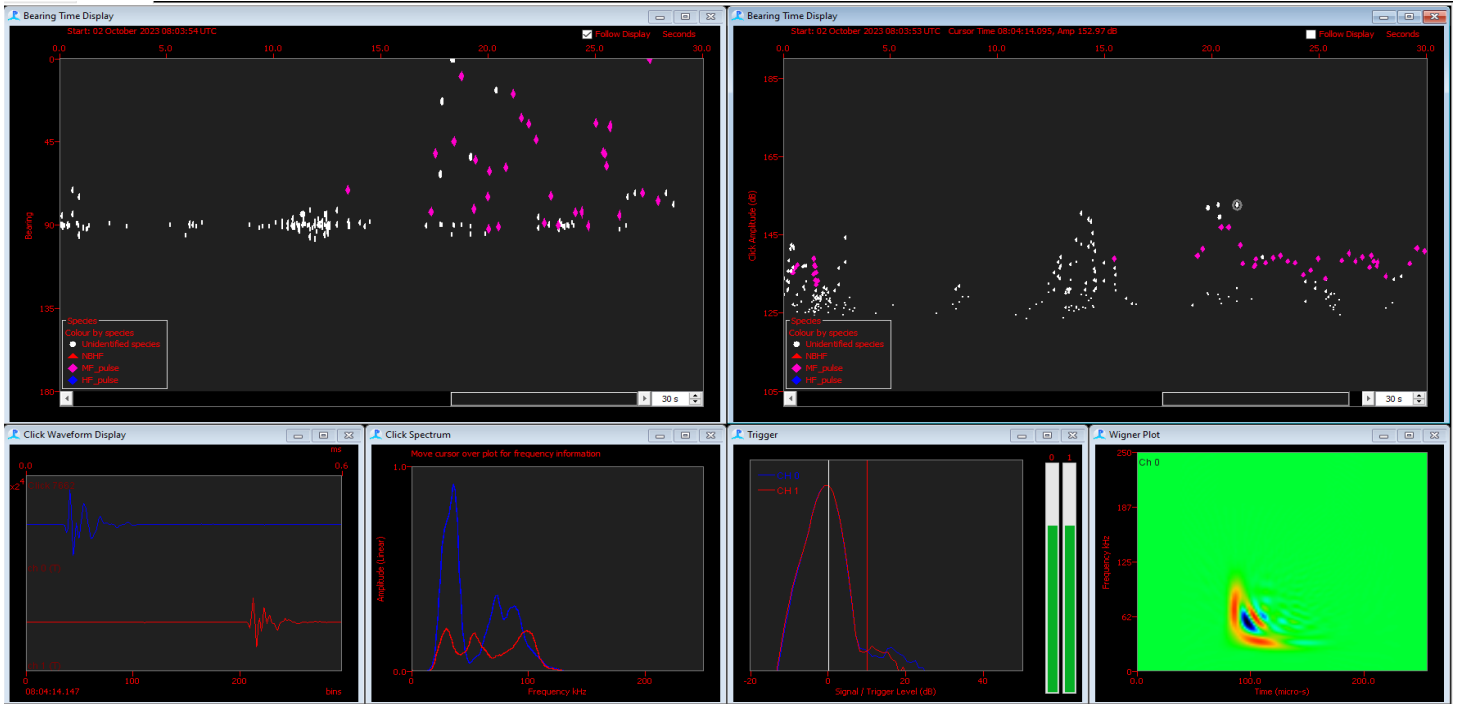 Bearing Time Display
Start: 02 October 2023 08:03:54 UTC
Follow Display Seconds
0.0 5.0 10.0 15.0 20.0 25.0 30.0
0
45
90
135
180
Bearing
Species
Colour by species
Unidentified species
NBHF
MF_pulse
HF_pulse
30 s
Bearing Time Display
Start: 02 October 2023 08:03:53 UTC Cursor Time 08:04:14.095, Amp 152.97 dB
Follow Display Seconds
0.0 5.0 10.0 15.0 20.0 25.0 30.0
185
165
145
125
105
Click Amplitude (dB)
Species
Colour by species
Unidentified species
NBHF
MF_pulse
HF_pulse
30 s
Click Waveform Display
ms
0.0 0.6
0 100 200
08:04:14.147 bins
Click Spectrum
Move cursor over plot for frequency information
1.0
0.0
Amplitude (Linear)
0 100 200
Frequency kHz
Trigger
CH 1
0 1
-20 0 20 40
Signal / Trigger Level (dB)
Wigner Plot
Ch 0
250
187
125
62
0
Frequency kHz
0.0 100.0 200.0
Time (micro-s)